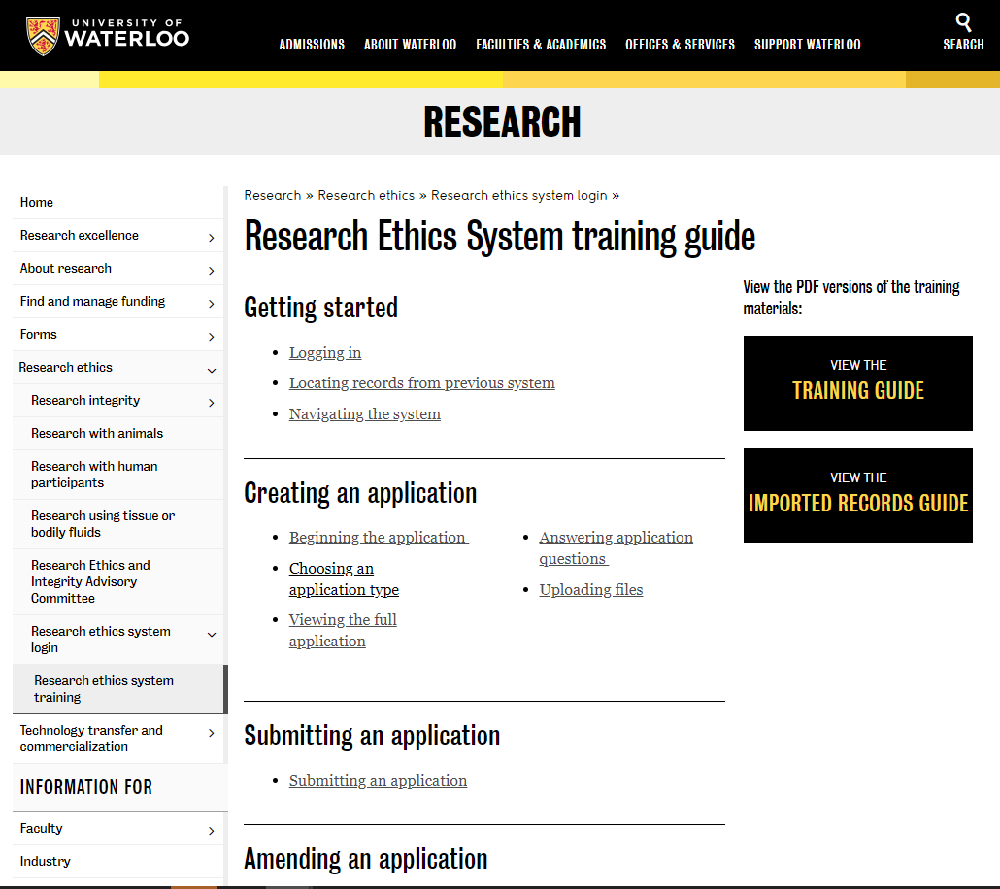 UNIVERSITY OF
WATERLOO
ADMISSIONS
ABOUT WATERLOO
FACULTIES & ACADEMICS
OFFICES & SERVICES
SUPPORT WATERLOO
SEARCH
RESEARCH
Home
Research excellence
About research
Find and manage funding
Forms
Research ethics
Research integrity
Research with animals
Research with human
participants
Research using tissue or
bodily fluids
Research Ethics and
Integrity Advisory
Committee
Research ethics system
login
Research ethics system
training
Technology transfer and
commercialization
INFORMATION FOR
Faculty
Industry
Research » Research ethics » Research ethics system login »
Research Ethics System training guide
Getting started
• Logging in
• Locating records from previous system
• Navigating the system
Creating an application
• Beginning the application
• Choosing an
application type
• Viewing the full
application
• Answering application
questions
• Uploading files
Submitting an application
• Submitting an application
Amending an application
View the PDF versions of the training
materials:
VIEW THE
TRAINING GUIDE
VIEW THE
IMPORTED RECORDS GUIDE